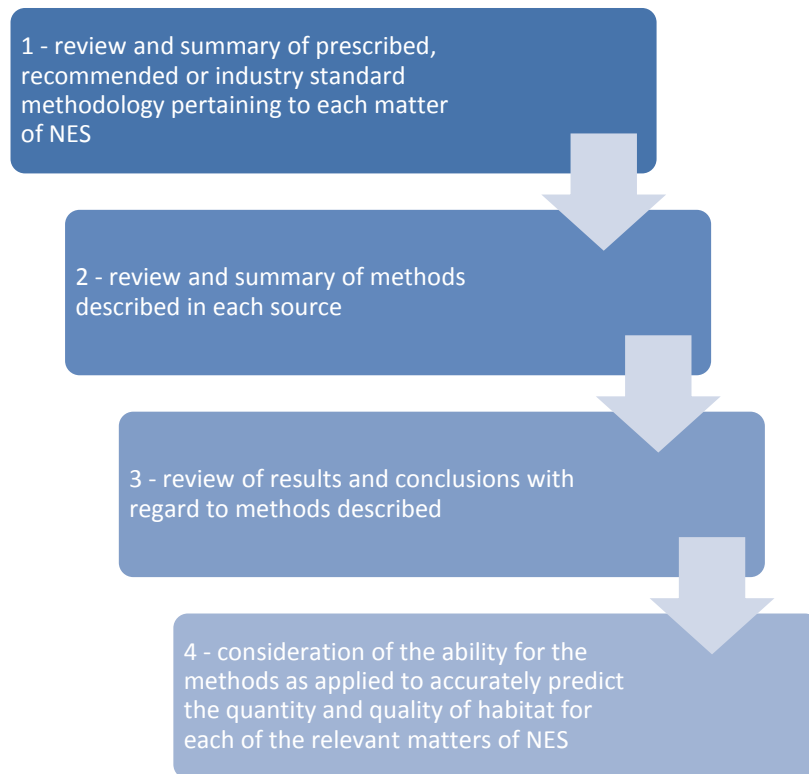 1 - review and summary of prescribed,
recommended or industry standard
methodology pertaining to each matter
of NES
2 - review and summary of methods
described in each source
3 - review of results and conclusions with
regard to methods described
4 - consideration of the ability for the
methods as applied to accurately predict
the quantity and quality of habitat for
each of the relevant matters of NES